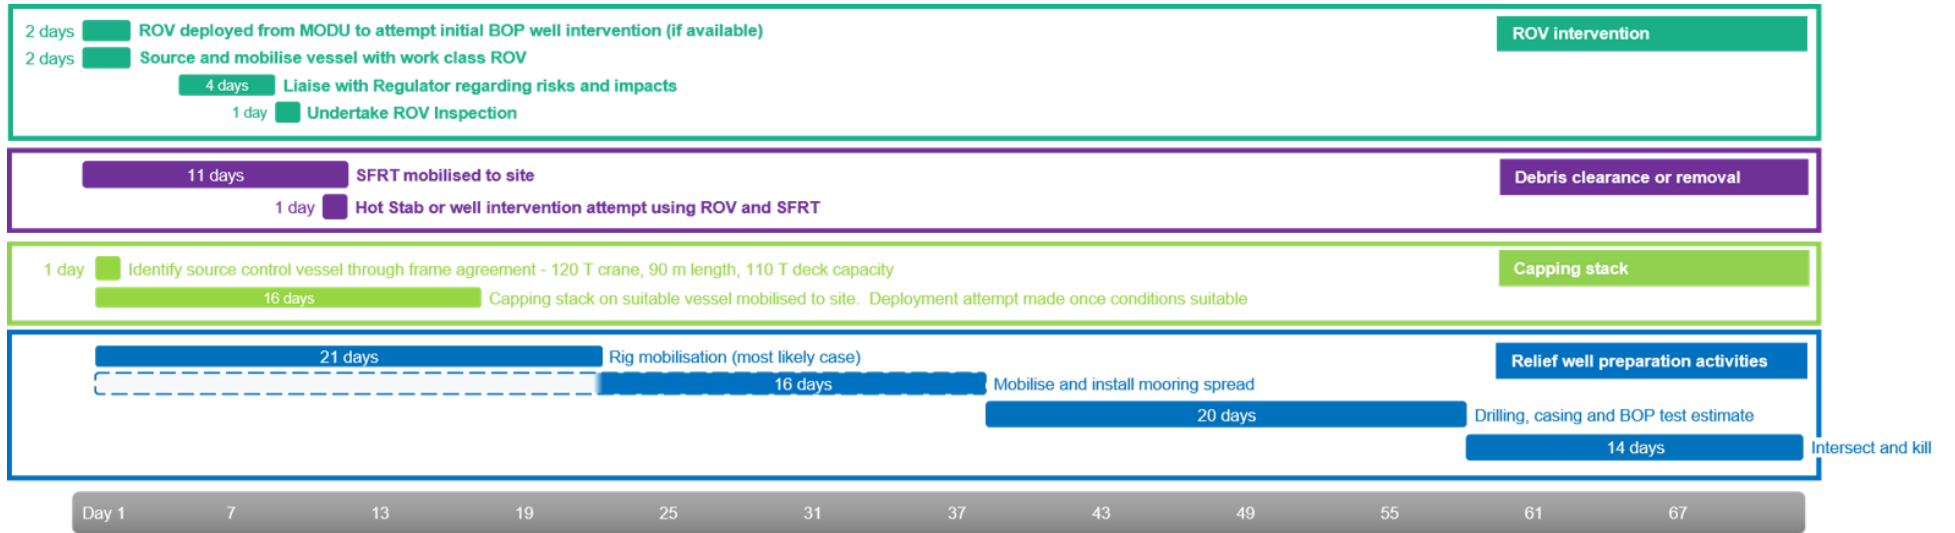 2 days ROV deployed from MODU to attempt initial BOP well intervention (if available) ROV intervention
2 days Source and mobilise vessel with work class ROV
4 days Liaise with Regulator regarding risks and impacts
1 day Undertake ROV Inspection
11 days SFRT mobilised to site Debris clearance or removal
1 day Hot Stab or well intervention attempt using ROV and SFRT
1 day Identify source control vessel through frame agreement - 120 T crane, 90 m length, 110 T deck capacity Capping stack
16 days Capping stack on suitable vessel mobilised to site. Deployment attempt made once conditions suitable
21 days Rig mobilisation (most likely case) Relief well preparation activities
16 days Mobilise and install mooring spread
20 days Drilling, casing and BOP test estimate
14 days Intersect and kill
Day 1 7 13 19 25 31 37 43 49 55 61 67